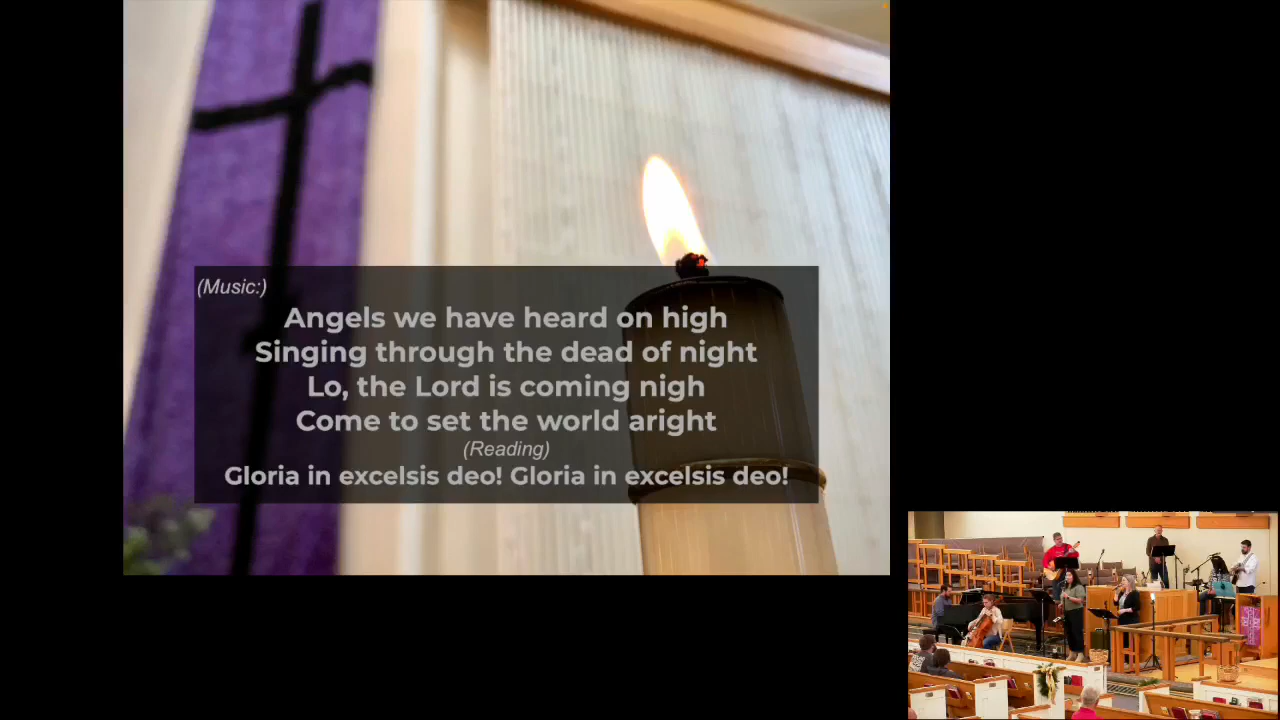 (Music:)
Angels we have heard on high
Singing through the dead of night
Lo, the Lord is coming nigh
Come to set the world aright
(Reading)
Gloria in excelsis deo! Gloria in excelsis deo!